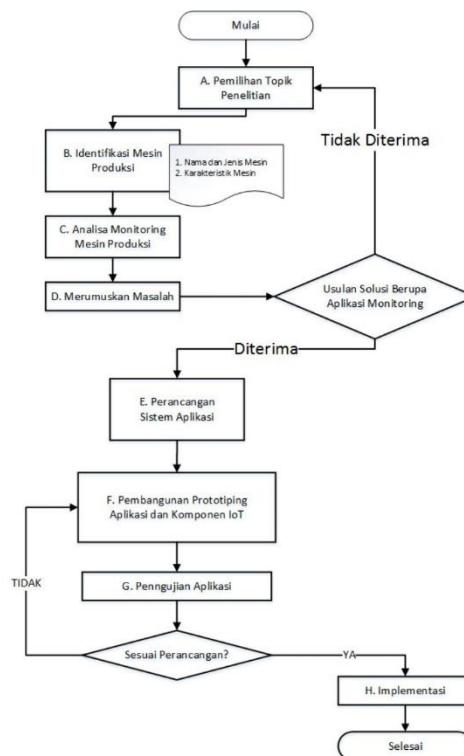 Mulai
A. Pemilihan Topik
Penelitian
Tidak Diterima
B. Identifikasi Mesin
Produksi
1. Nama dan Jenis Mesin
2. Karakteristik Mesin
C. Analisa Monitoring
Mesin Produksi
D. Merumuskan Masalah
Usulan Solusi Berupa
Aplikasi Monitoring
Diterima
E. Perancangan
Sistem Aplikasi
F. Pembangunan Prototiping
Aplikasi dan Komponen IoT
TIDAK
G. Penngujian Aplikasi
Sesuai Perancangan?
YA
H. Implementasi
Selesai